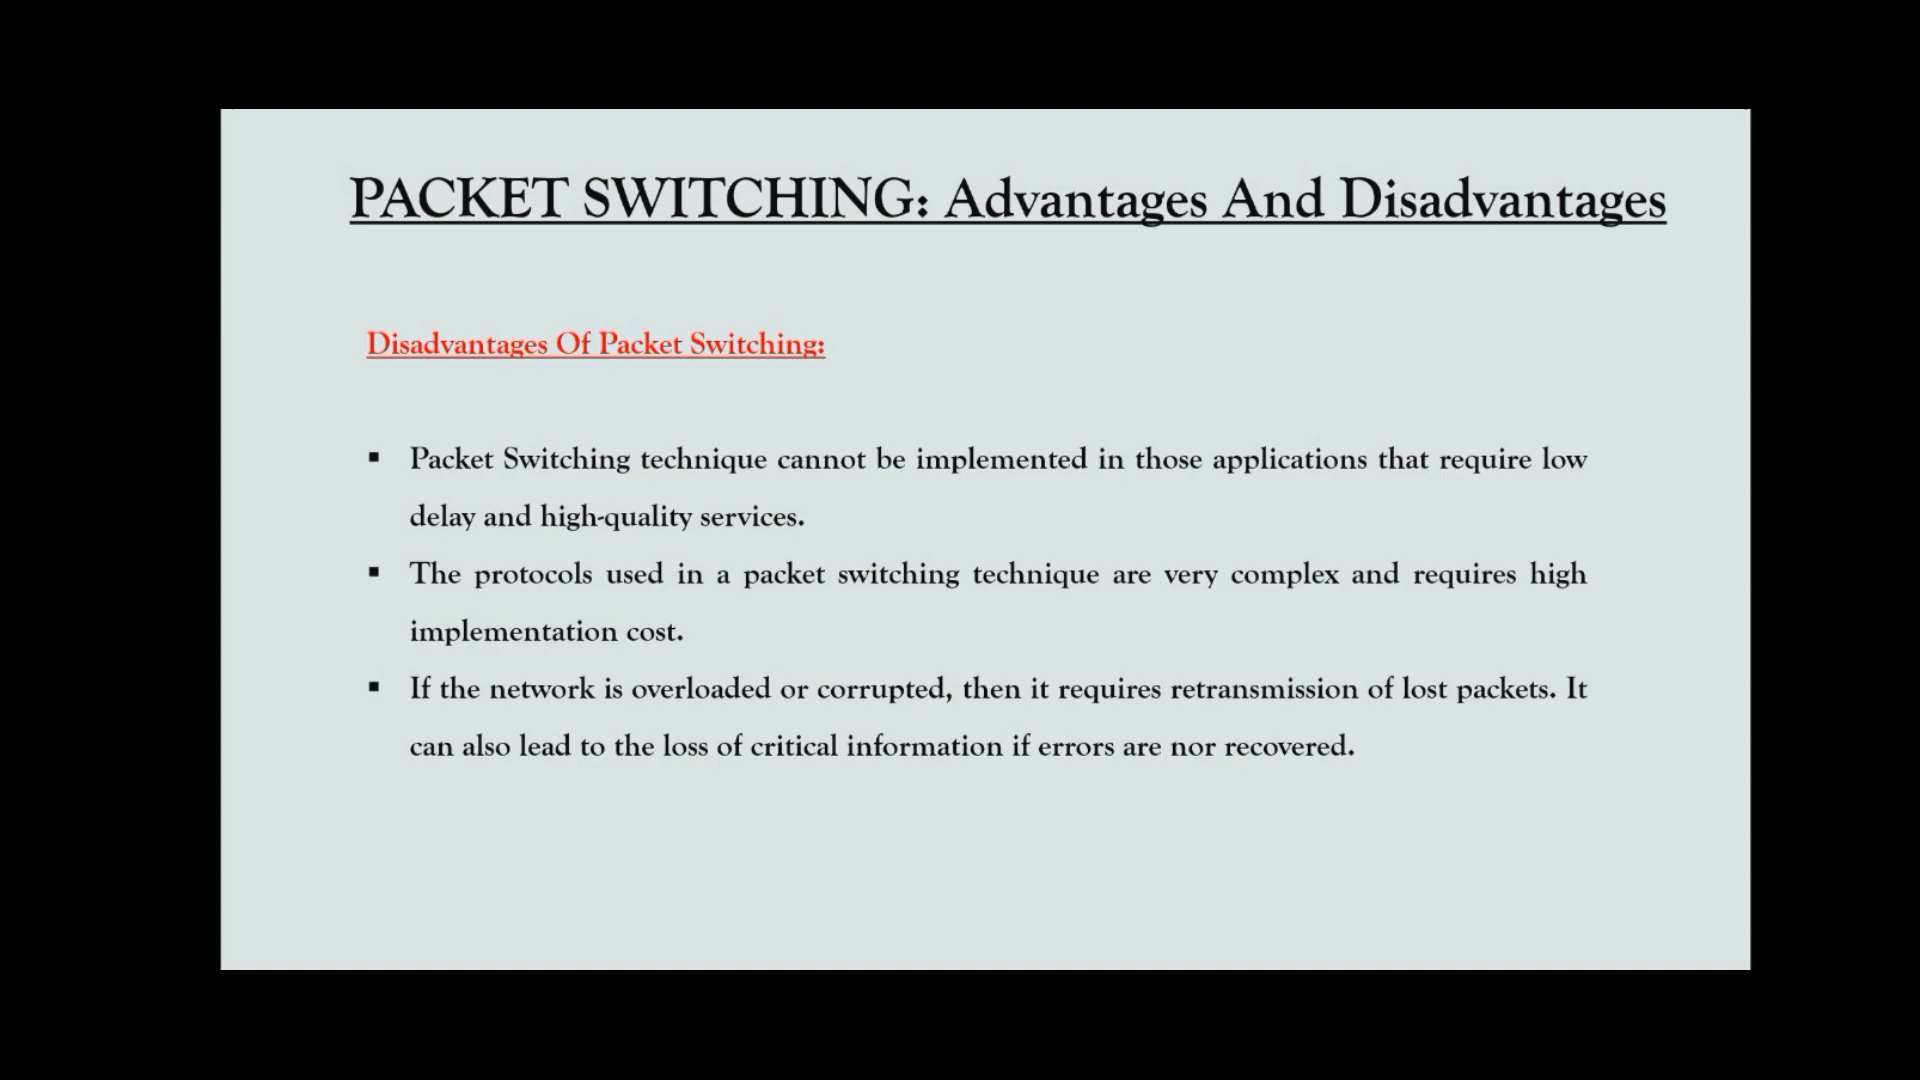 PACKET SWITCHING: Advantages And Disadvantages
Disadvantages Of Packet Switching:
▪ Packet Switching technique cannot be implemented in those applications that require low
delay and high-quality services.
▪ The protocols used in a packet switching technique are very complex and requires high
implementation cost.
▪ If the network is overloaded or corrupted, then it requires retransmission of lost packets. It
can also lead to the loss of critical information if errors are nor recovered.